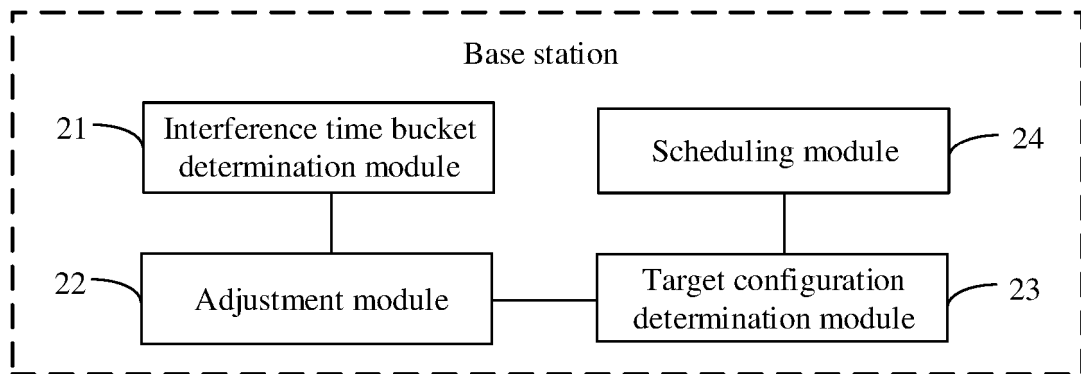 Base station
21
Interference time bucket
determination module
Scheduling module
24
22
Adjustment module
Target configuration
determination module
23